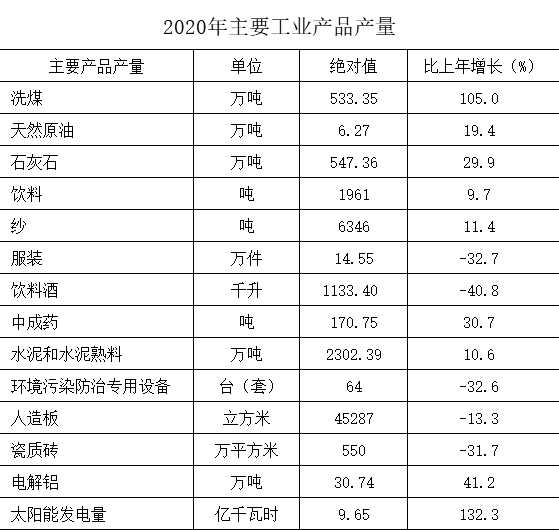 2020年主要工业产品产量
主要产品产量 单位 绝对值 比上年增长（%）
洗煤 万吨 533.35 105.0
天然原油 万吨 6.27 19.4
石灰石 万吨 547.36 29.9
饮料 吨 1961 9.7
纱 吨 6346 11.4
服装 万件 14.55 -32.7
饮料酒 千升 1133.40 -40.8
中成药 吨 170.75 30.7
水泥和水泥熟料 万吨 2302.39 10.6
环境污染防治专用设备 台（套） 64 -32.6
人造板 立方米 45287 -13.3
瓷质砖 万平方米 550 -31.7
电解铝 万吨 30.74 41.2
太阳能发电量 亿千瓦时 9.65 132.3